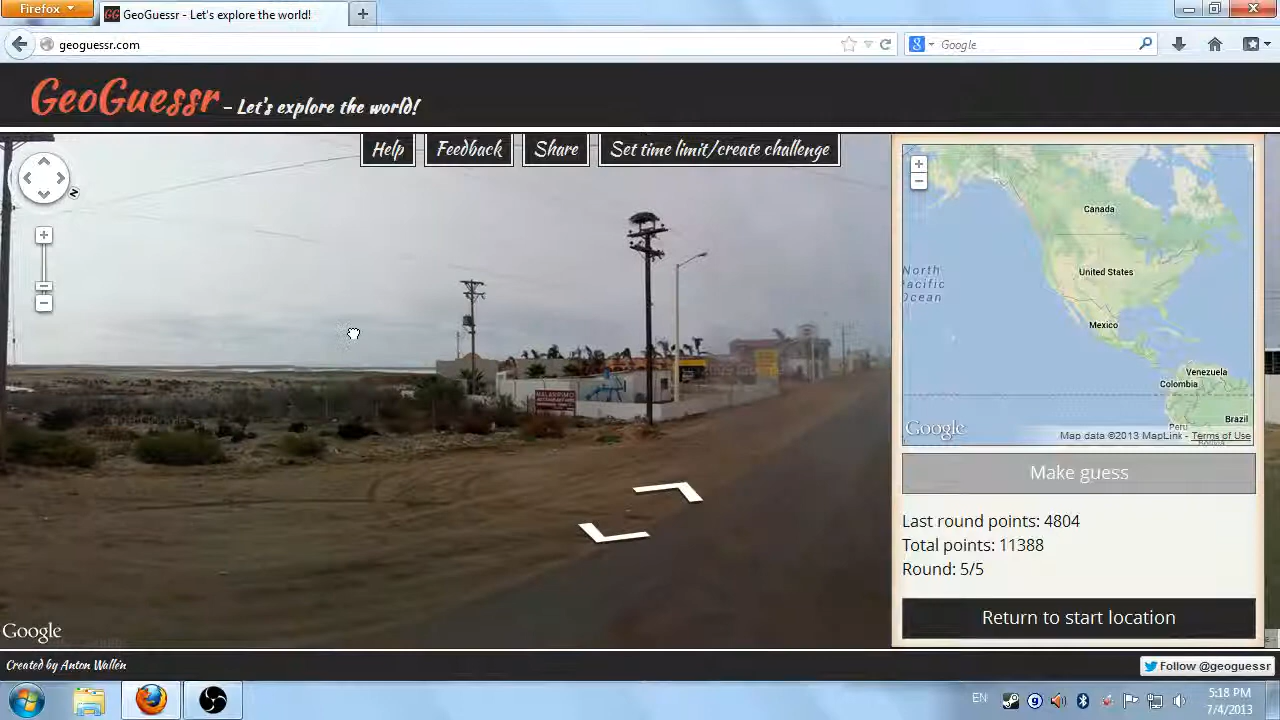 Firefox
GeoGuessr - Let's explore the world!
geoguessr.com
Google
GeoGuessr - Let's explore the world!
Help
Feedback
Share
Set time limit/create challenge
N
MALARRIMO
Canada
United States
North
Pacific
Ocean
Mexico
Venezuela
Colombia
Peru
Brazil
Google
Map data ©2013 MapLink - Terms of Use
Make guess
Last round points: 4804
Total points: 11388
Round: 5/5
Return to start location
Google
Created by Anton Wallén
Follow @geoguessr
EN
5:18 PM
7/4/2013